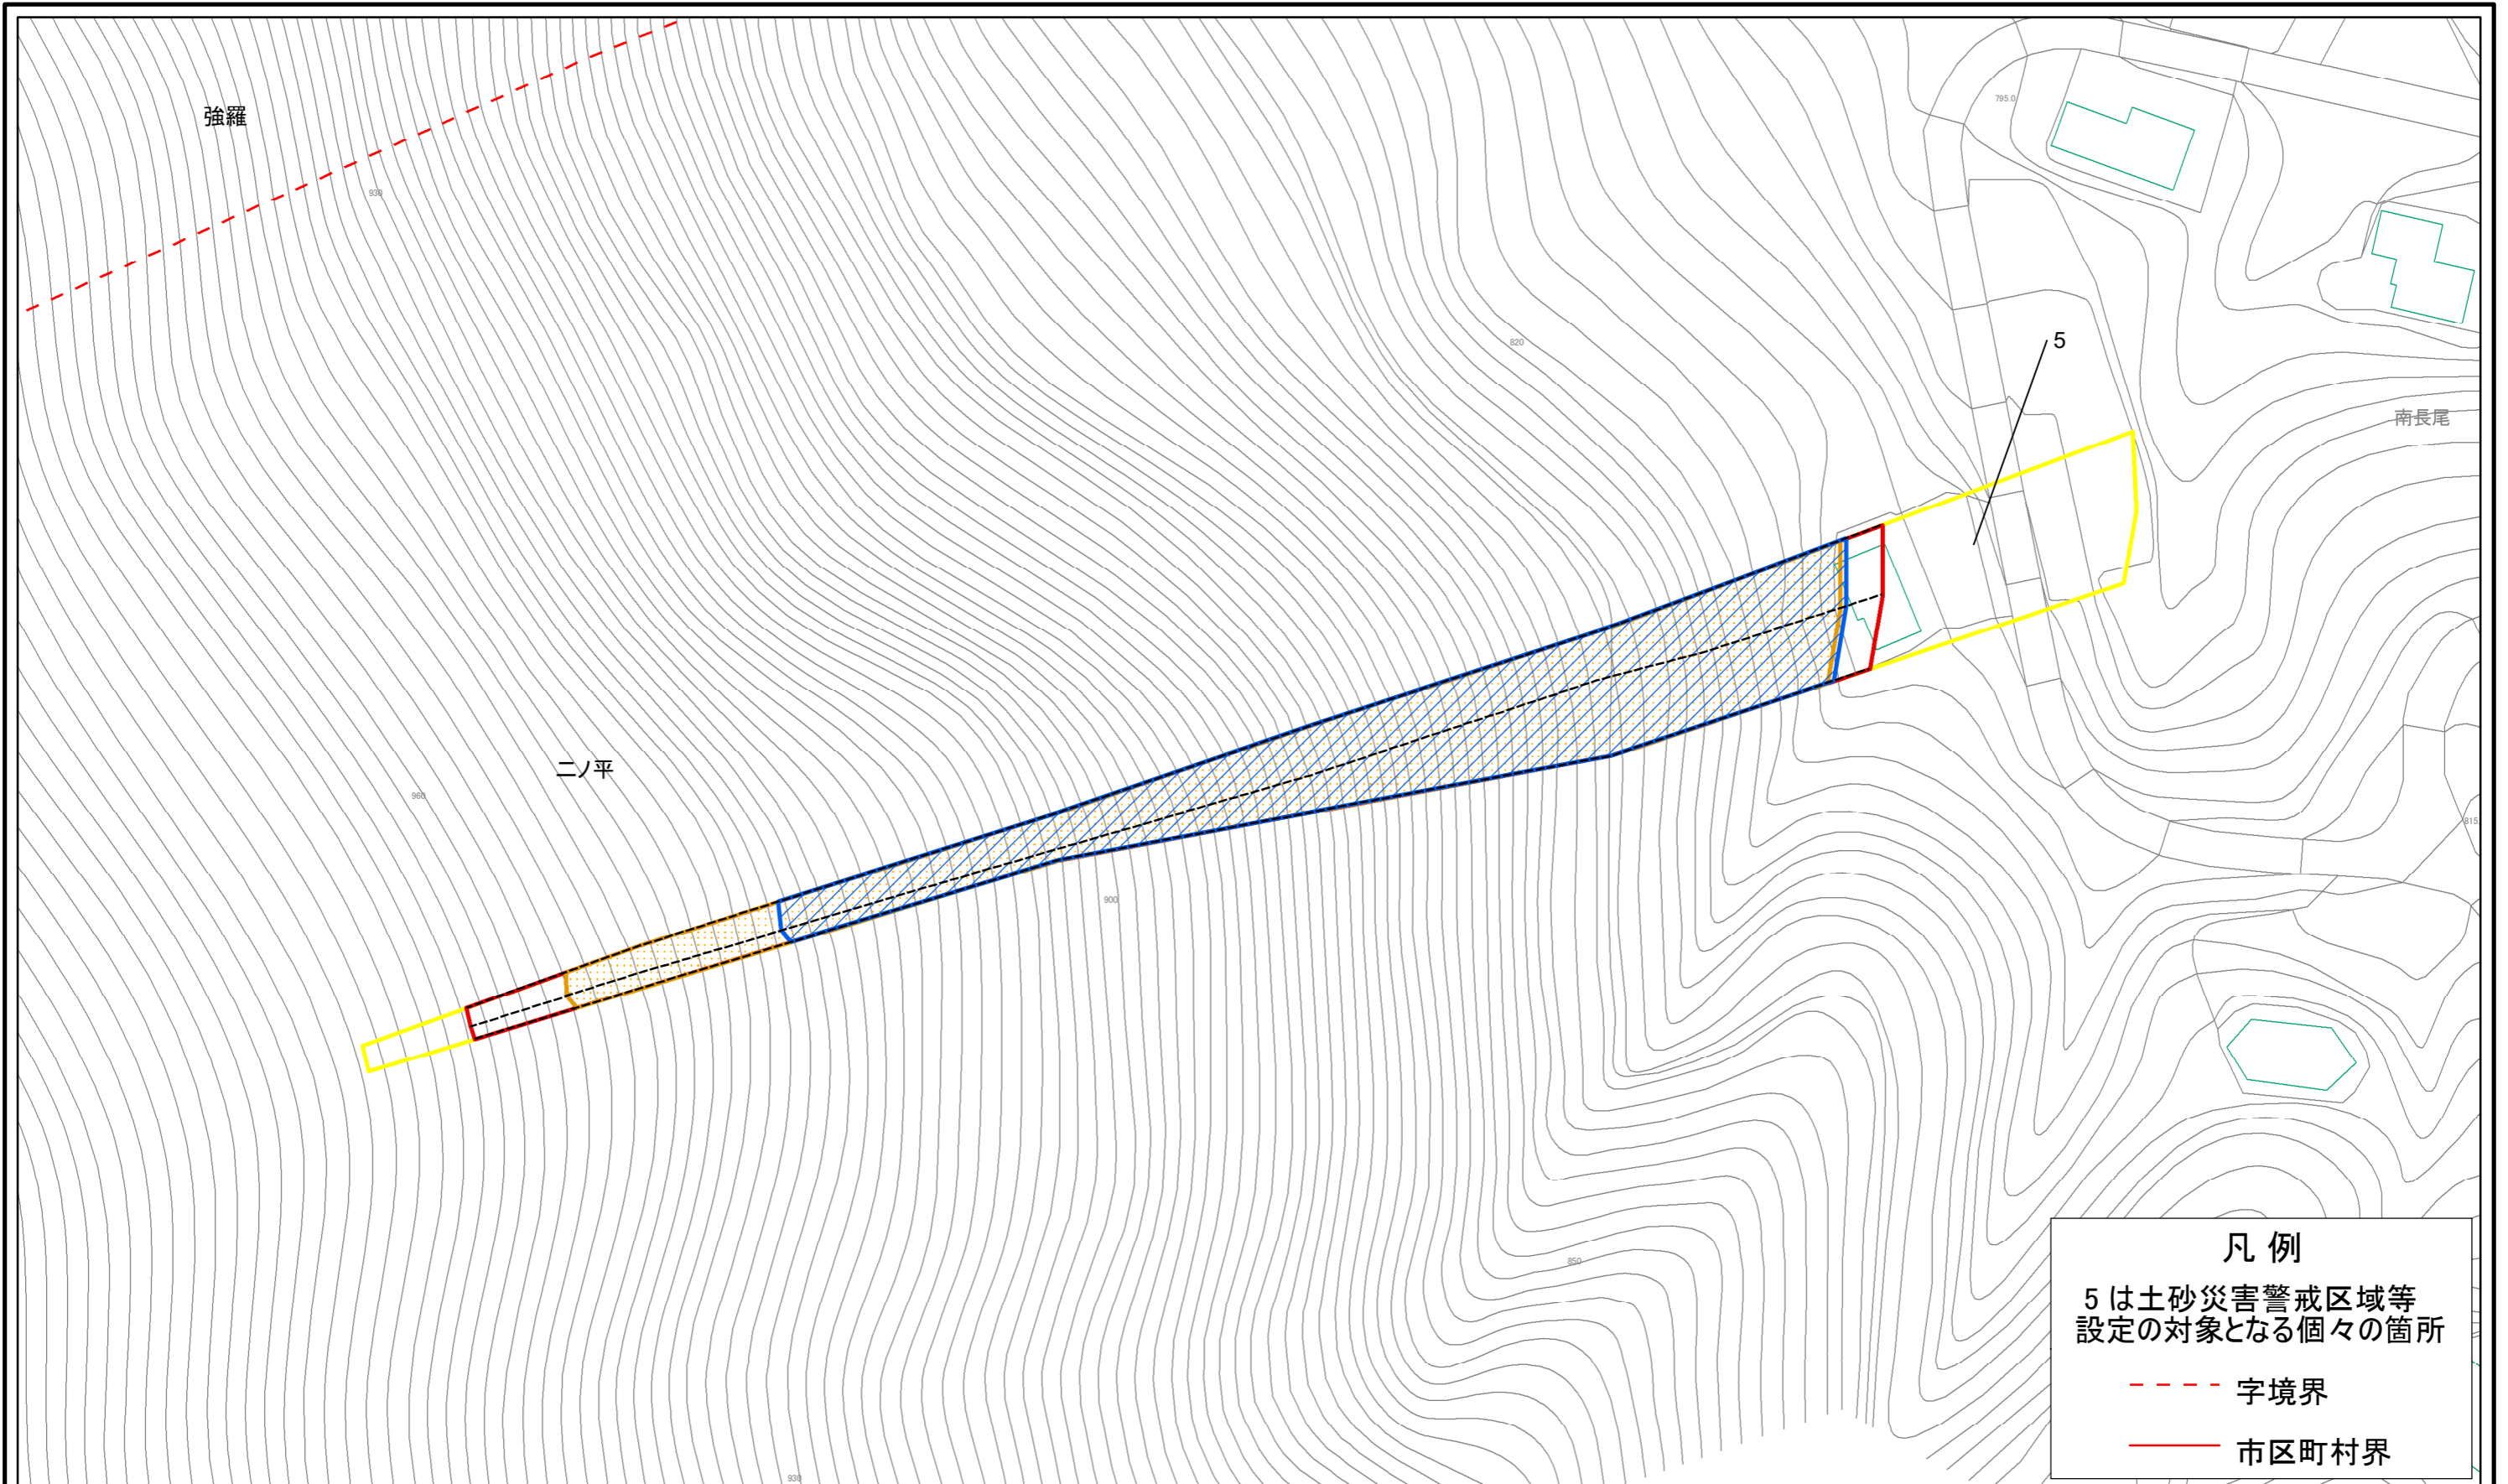 強羅
795.0
930
820
5
南長尾
二ノ平
960
815.
900
850
930
凡 例
5 は土砂災害警戒区域等
設定の対象となる個々の箇所
字境界
市区町村界